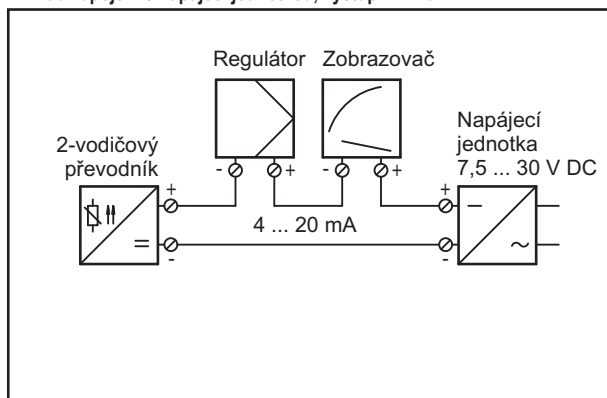 Regulátor Zobrazovač
Napájecí
jednotka
7,5 ... 30 V DC
2-vodičový
převodník
- + - +
+ +
4 ... 20 mA
= ~
- -